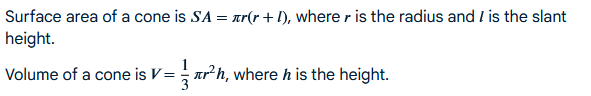 Surface area of a cone is SA = πr(r + l), where r is the radius and l is the slant
height.
Volume of a cone is V = 1/3 πr²h, where h is the height.